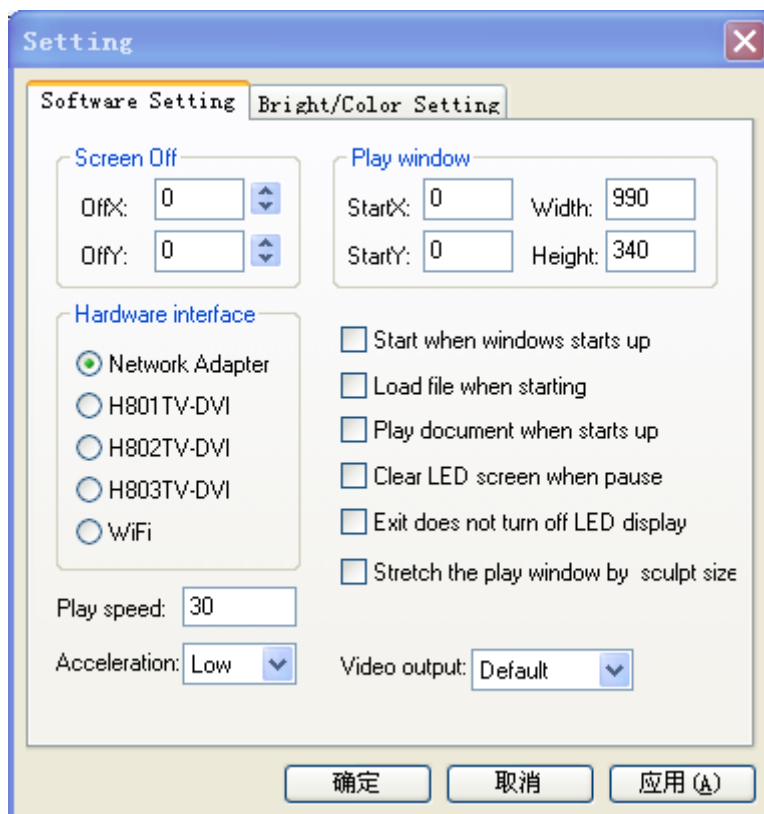 Setting
Software Setting Bright/Color Setting
Screen Off
OffX: 0
OffY: 0
Play window
StartX: 0 Width: 990
StartY: 0 Height: 340
Hardware interface
Network Adapter
H801TV-DVI
H802TV-DVI
H803TV-DVI
WiFi
Start when windows starts up
Load file when starting
Play document when starts up
Clear LED screen when pause
Exit does not turn off LED display
Stretch the play window by sculpt size
Play speed: 30
Acceleration: Low
Video output: Default
确定 取消 应用(A)